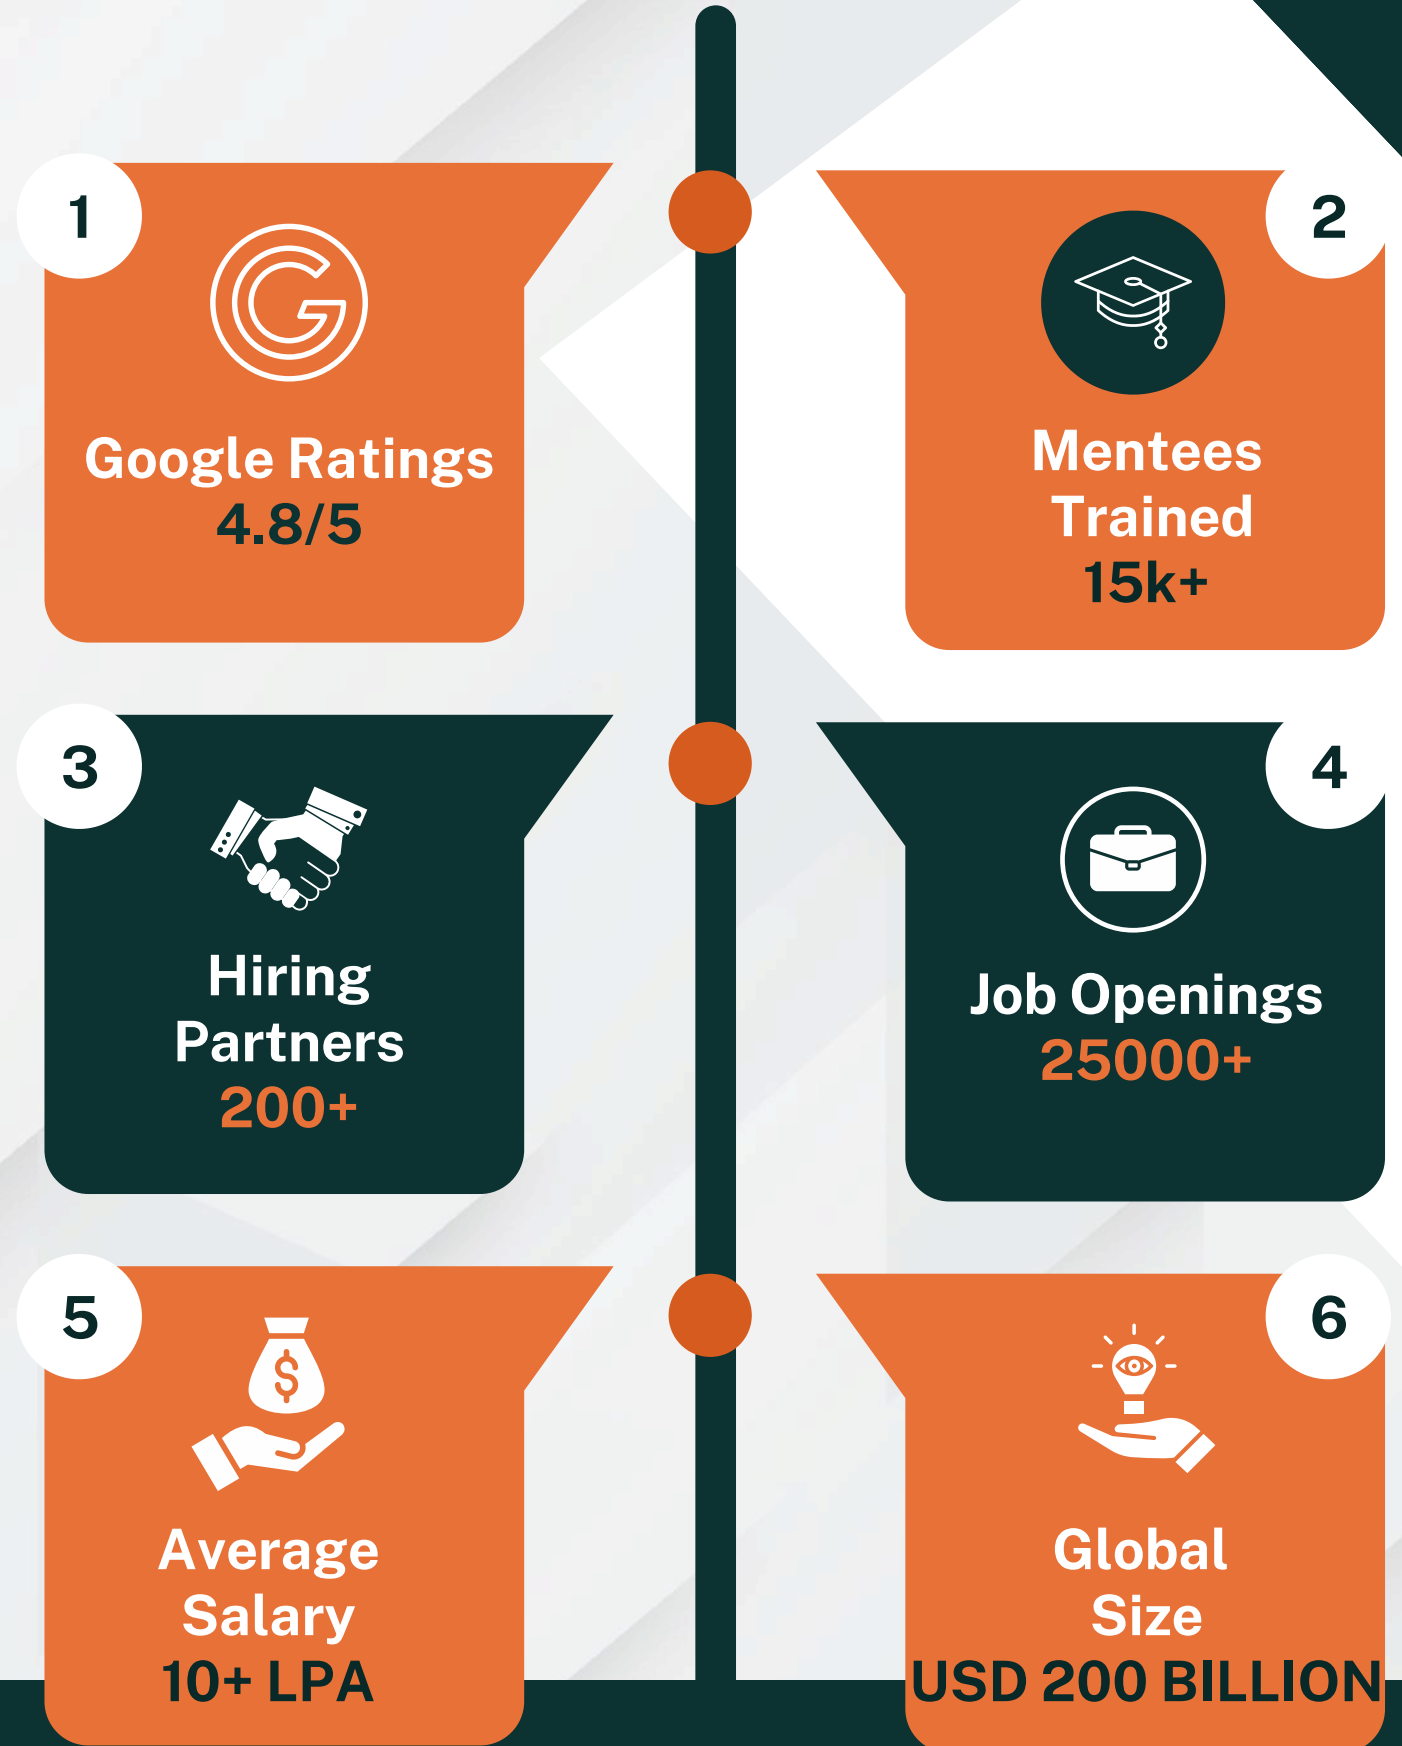 1
Google Ratings
4.8/5
2
Mentees
Trained
15k+
3
Hiring
Partners
200+
4
Job Openings
25000+
5
$
Average
Salary
10+ LPA
6
Global
Size
USD 200 BILLION